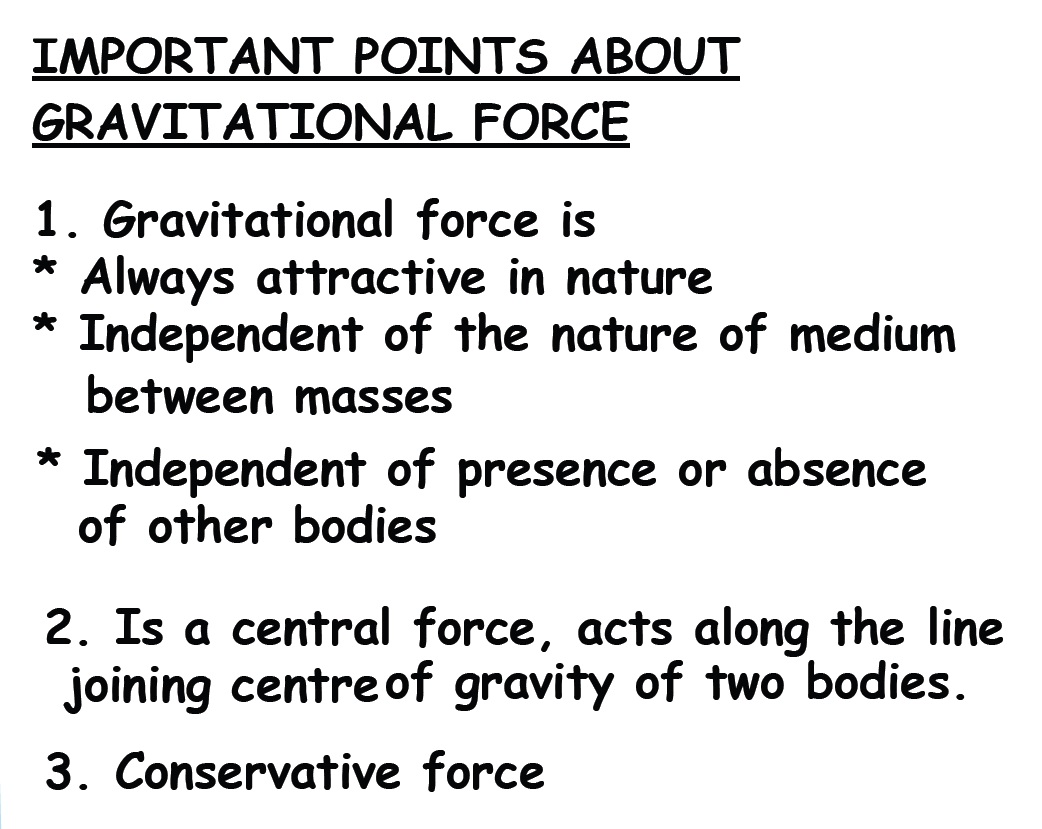 IMPORTANT POINTS ABOUT
GRAVITATIONAL FORCE
1. Gravitational force is
* Always attractive in nature
* Independent of the nature of medium
between masses
* Independent of presence or absence
of other bodies
2. Is a central force, acts along the line
joining centre of gravity of two bodies.
3. Conservative force